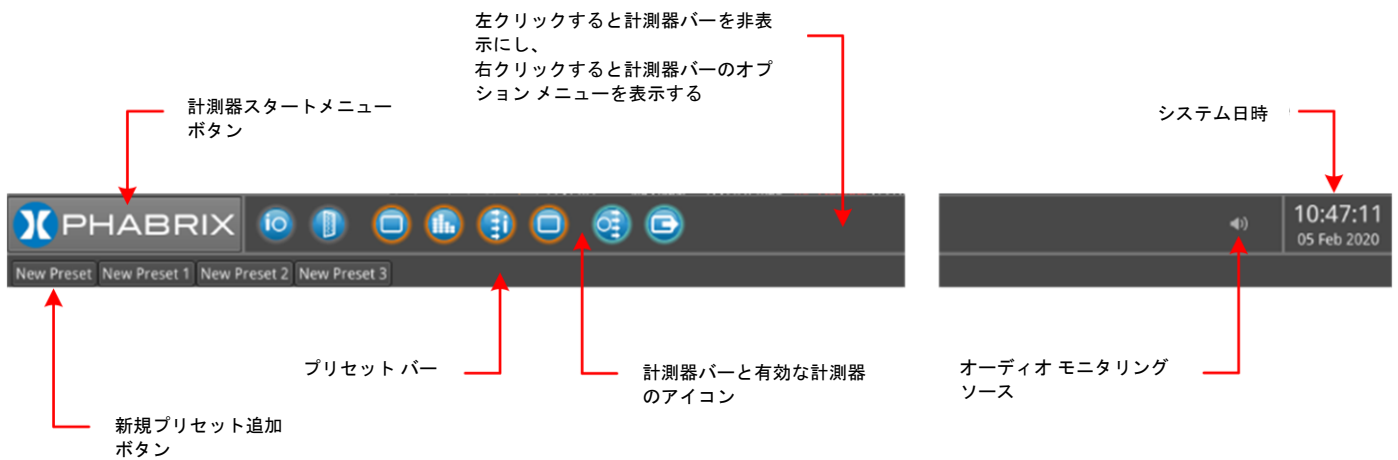 左クリックすると計測器バーを非表
示にし、
右クリックすると計測器バーのオプ
ション メニューを表示する
計測器スタートメニュー
ボタン
システム日時
PHABRIX
iO
10:47:11
05 Feb 2020
New Preset
New Preset 1
New Preset 2
New Preset 3
プリセット バー
計測器バーと有効な計測器
のアイコン
オーディオ モニタリング
ソース
新規プリセット追加
ボタン